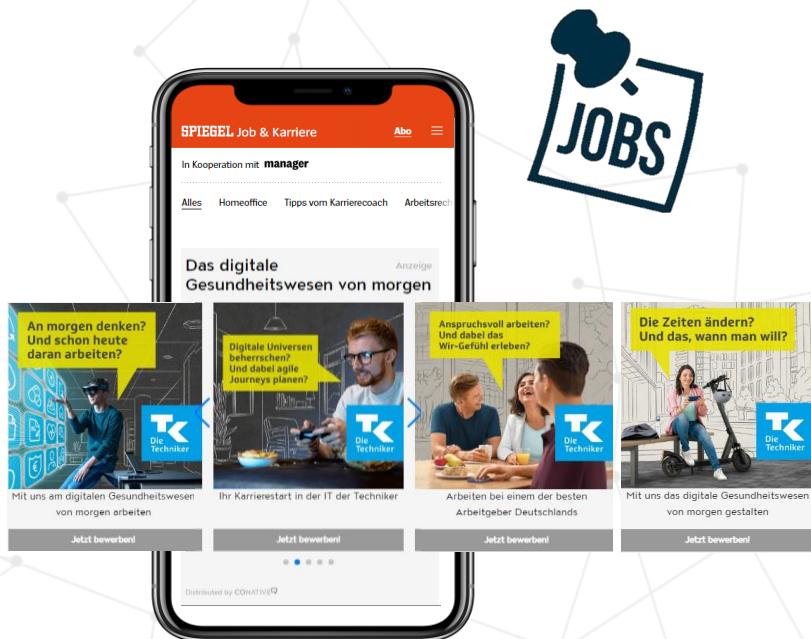 JOBS
SPIEGEL Job & Karriere
Abo
In Kooperation mit manager
Alles Homeoffice Tipps vom Karrierecoach Arbeitsrech
Das digitale
Anzeige
Gesundheitswesen von morgen
An morgen denken?
Und schon heute
daran arbeiten?
TK
Die
Techniker
Mit uns am digitalen Gesundheitswesen
von morgen arbeiten
Jetzt bewerben!
Digitale Universen
beherrschen?
Und dabei agile
Journeys planen?
TK
Die
Techniker
Ihr Karrierestart in der IT der Techniker
Jetzt bewerben!
Anspruchsvoll arbeiten?
Und dabei das
Wir-Gefühl erleben?
TK
Die
Techniker
Arbeiten bei einem der besten
Arbeitgeber Deutschlands
Jetzt bewerben!
Die Zeiten ändern?
Und das, wann man will?
TK
Die
Techniker
Mit uns das digitale Gesundheitswesen
von morgen gestalten
Jetzt bewerben!
Distributed by CONATIVE